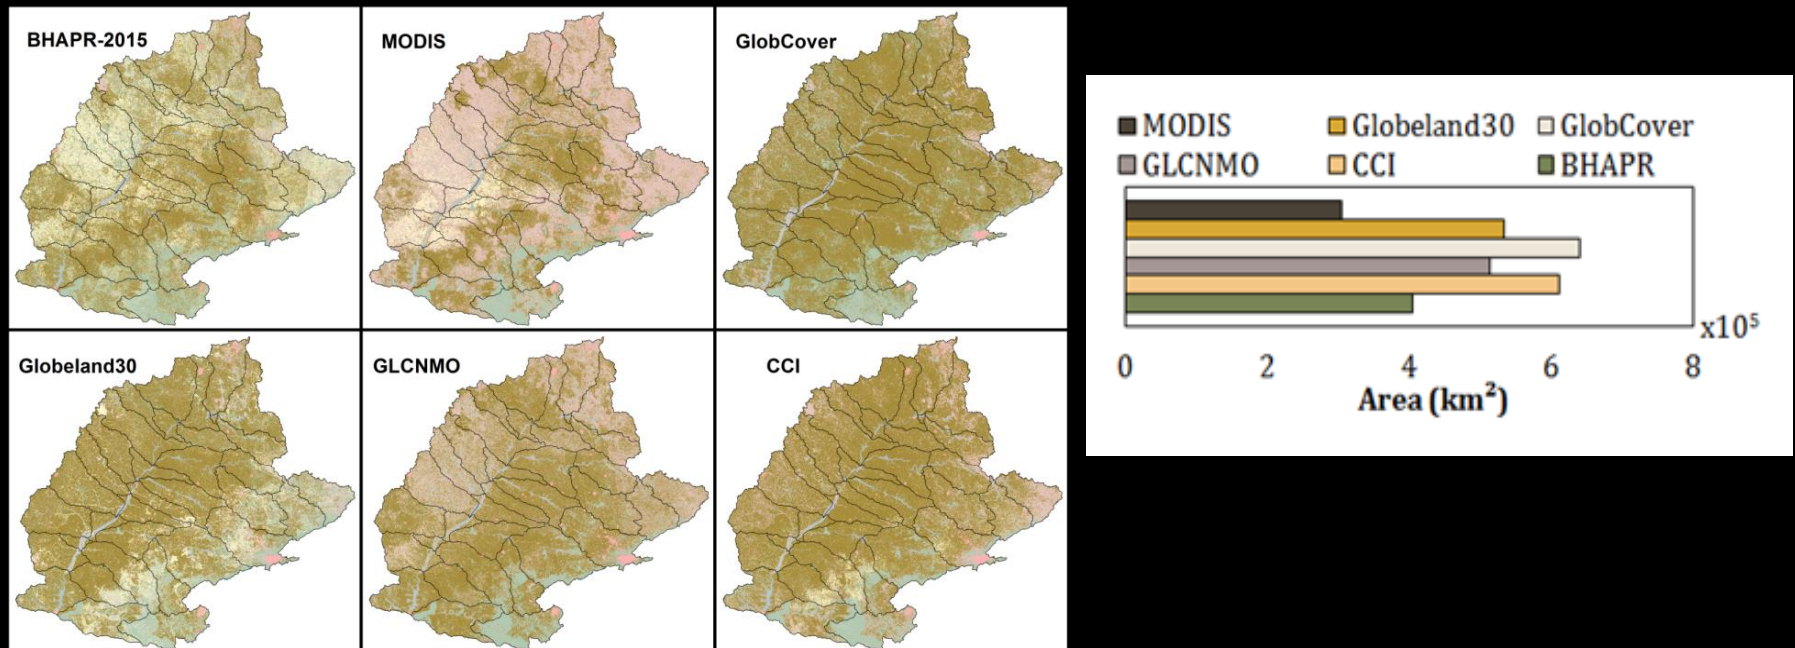 BHAPR-2015
MODIS
GlobCover
Globeland30
GLCNMO
CCI
MODIS Globeland30 GlobCover
GLCNMO CCI BHAPR
x10⁵
0 2 4 6 8
Area (km²)